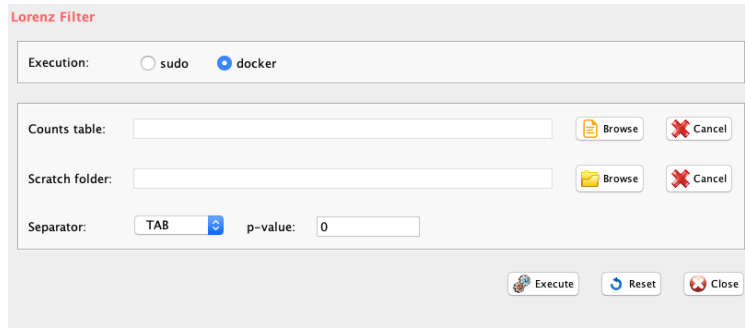 Lorenz Filter
Execution: sudo docker
Counts table: Browse Cancel
Scratch folder: Browse Cancel
Separator: TAB p-value: 0
Execute Reset Close